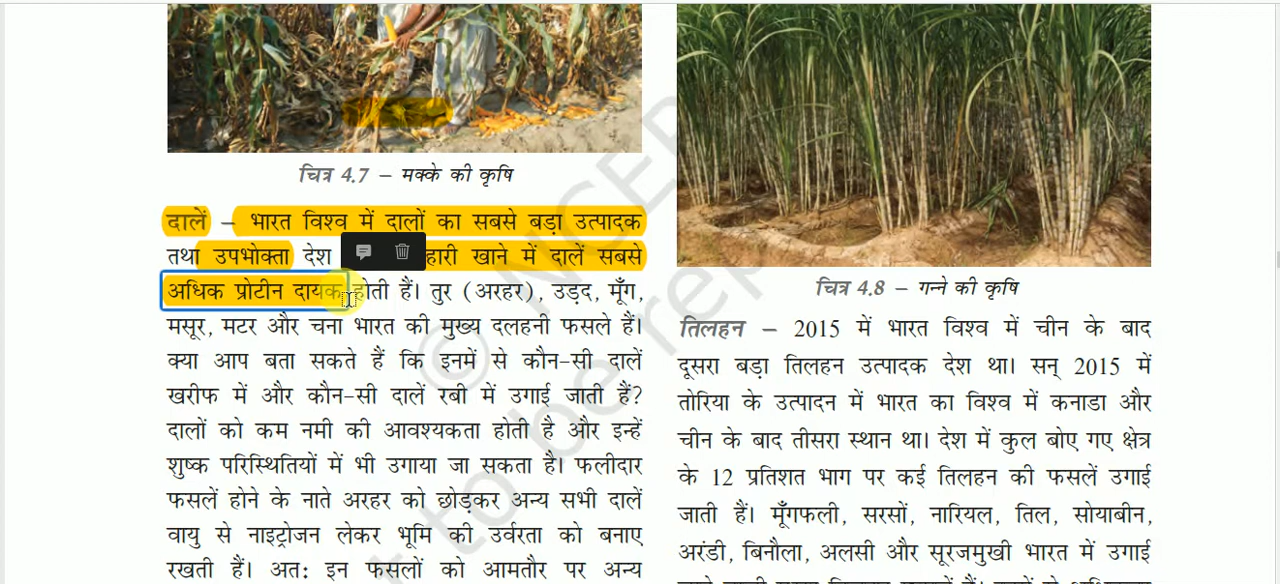 चित्र 4.7 – मक्के की कृषि
दालें – भारत विश्व में दालों का सबसे बड़ा उत्पादक
तथा उपभोक्ता देश हारी खाने में दालें सबसे
अधिक प्रोटीन दायक होती हैं। तुर (अरहर), उड़द, मूँग,
मसूर, मटर और चना भारत की मुख्य दलहनी फसले हैं।
क्या आप बता सकते हैं कि इनमें से कौन-सी दालें
खरीफ में और कौन-सी दालें रबी में उगाई जाती हैं?
दालों को कम नमी की आवश्यकता होती है और इन्हें
शुष्क परिस्थितियों में भी उगाया जा सकता है। फलीदार
फसलें होने के नाते अरहर को छोड़कर अन्य सभी दालें
वायु से नाइट्रोजन लेकर भूमि की उर्वरता को बनाए
रखती हैं। अतः इन फसलों को आमतौर पर अन्य
चित्र 4.8 – गन्ने की कृषि
तिलहन – 2015 में भारत विश्व में चीन के बाद
दूसरा बड़ा तिलहन उत्पादक देश था। सन् 2015 में
तोरिया के उत्पादन में भारत का विश्व में कनाडा और
चीन के बाद तीसरा स्थान था। देश में कुल बोए गए क्षेत्र
के 12 प्रतिशत भाग पर कई तिलहन की फसलें उगाई
जाती हैं। मूँगफली, सरसों, नारियल, तिल, सोयाबीन,
अरंडी, बिनौला, अलसी और सूरजमुखी भारत में उगाई
© NCE
t to be rep